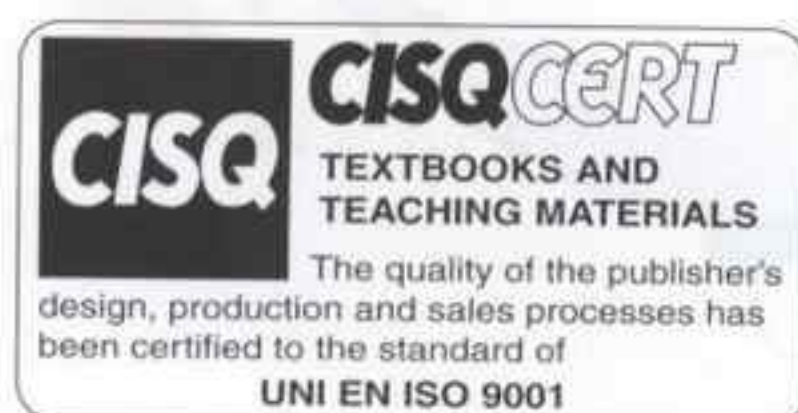 CISQ
CISQCERT
TEXTBOOKS AND
TEACHING MATERIALS
The quality of the publisher's
design, production and sales processes has
been certified to the standard of
UNI EN ISO 9001